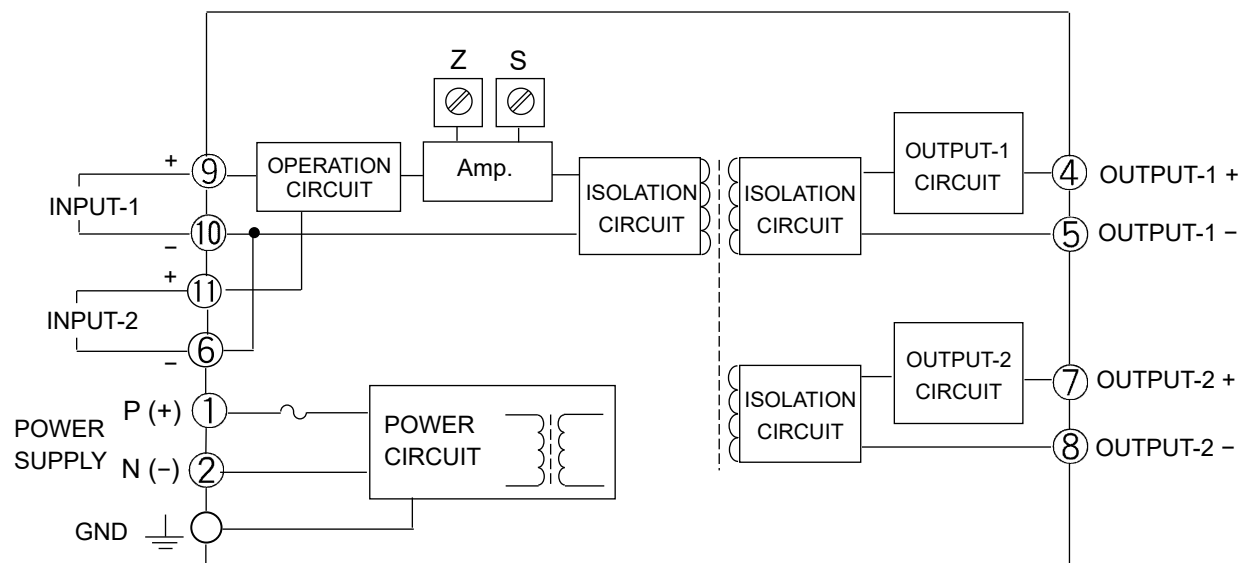 Z
S
+
9
INPUT-1
10
−
OPERATION
CIRCUIT
Amp.
ISOLATION
CIRCUIT
ISOLATION
CIRCUIT
OUTPUT-1
CIRCUIT
4
OUTPUT-1 +
5
OUTPUT-1 −
+
11
INPUT-2
6
−
ISOLATION
CIRCUIT
OUTPUT-2
CIRCUIT
7
OUTPUT-2 +
8
OUTPUT-2 −
POWER
SUPPLY
P (+)
1
N (−)
2
POWER
CIRCUIT
GND